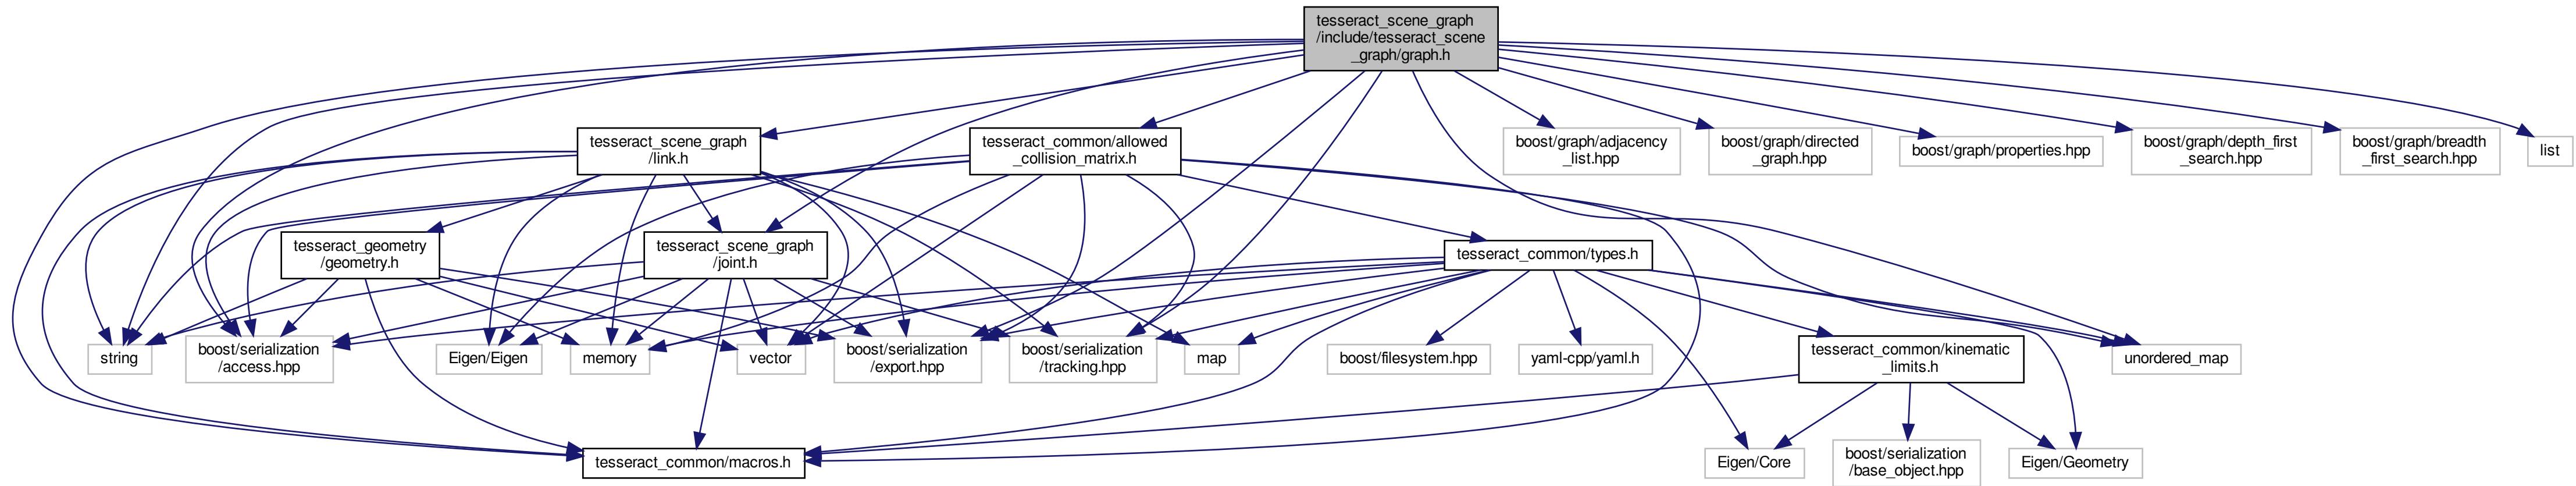 tesseract_scene_graph
/include/tesseract_scene
_graph/graph.h
tesseract_scene_graph
/link.h
tesseract_common/allowed
_collision_matrix.h
boost/graph/adjacency
_list.hpp
boost/graph/directed
_graph.hpp
boost/graph/properties.hpp
boost/graph/depth_first
_search.hpp
boost/graph/breadth
_first_search.hpp
list
tesseract_geometry
/geometry.h
tesseract_scene_graph
/joint.h
tesseract_common/types.h
string
boost/serialization
/access.hpp
Eigen/Eigen
memory
vector
boost/serialization
/export.hpp
boost/serialization
/tracking.hpp
map
boost/filesystem.hpp
yaml-cpp/yaml.h
tesseract_common/kinematic
_limits.h
unordered_map
tesseract_common/macros.h
Eigen/Core
boost/serialization
/base_object.hpp
Eigen/Geometry